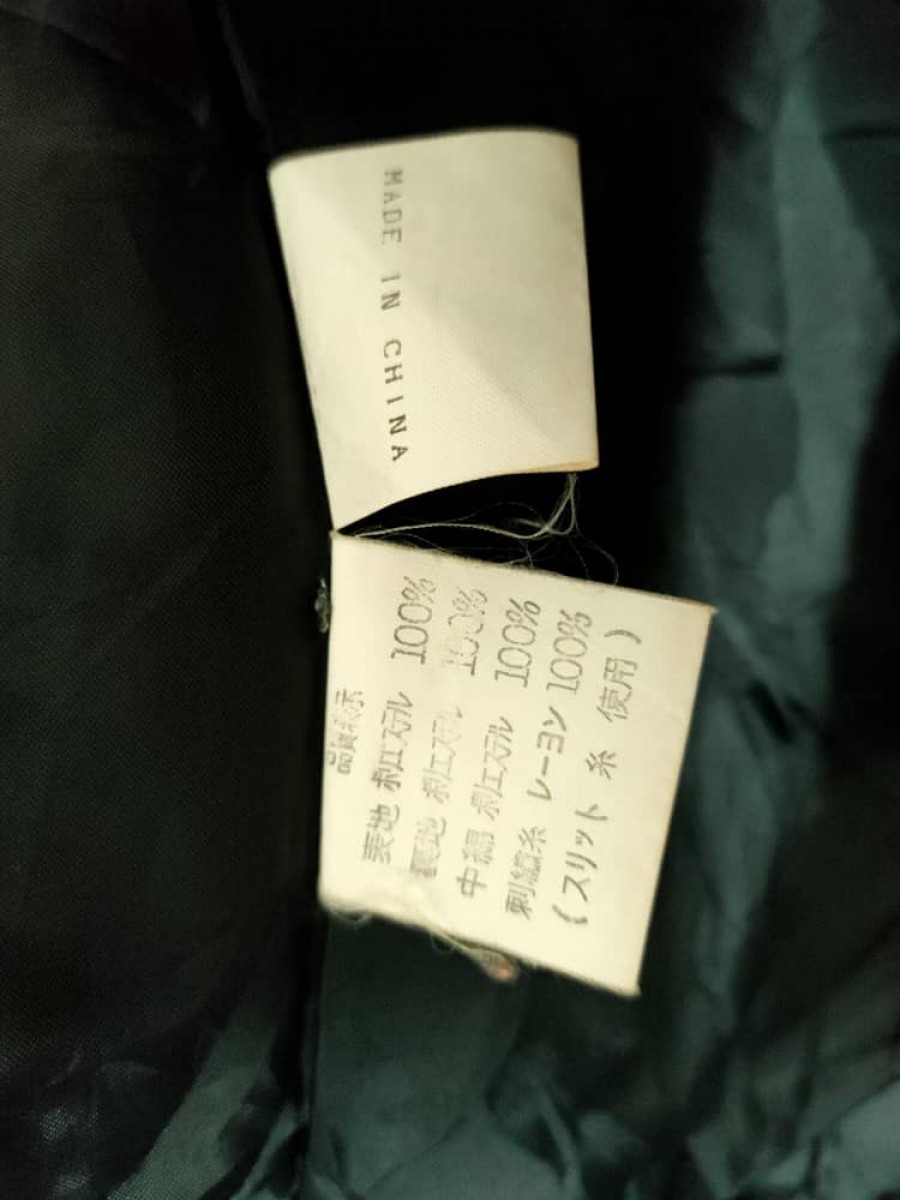 MADE IN CHINA
品質表示
表地 ポリエステル 100%
裏地 ポリエステル 100%
中綿 ポリエステル 100%
刺繍糸 レーヨン 100%
(スリット 糸 使用)